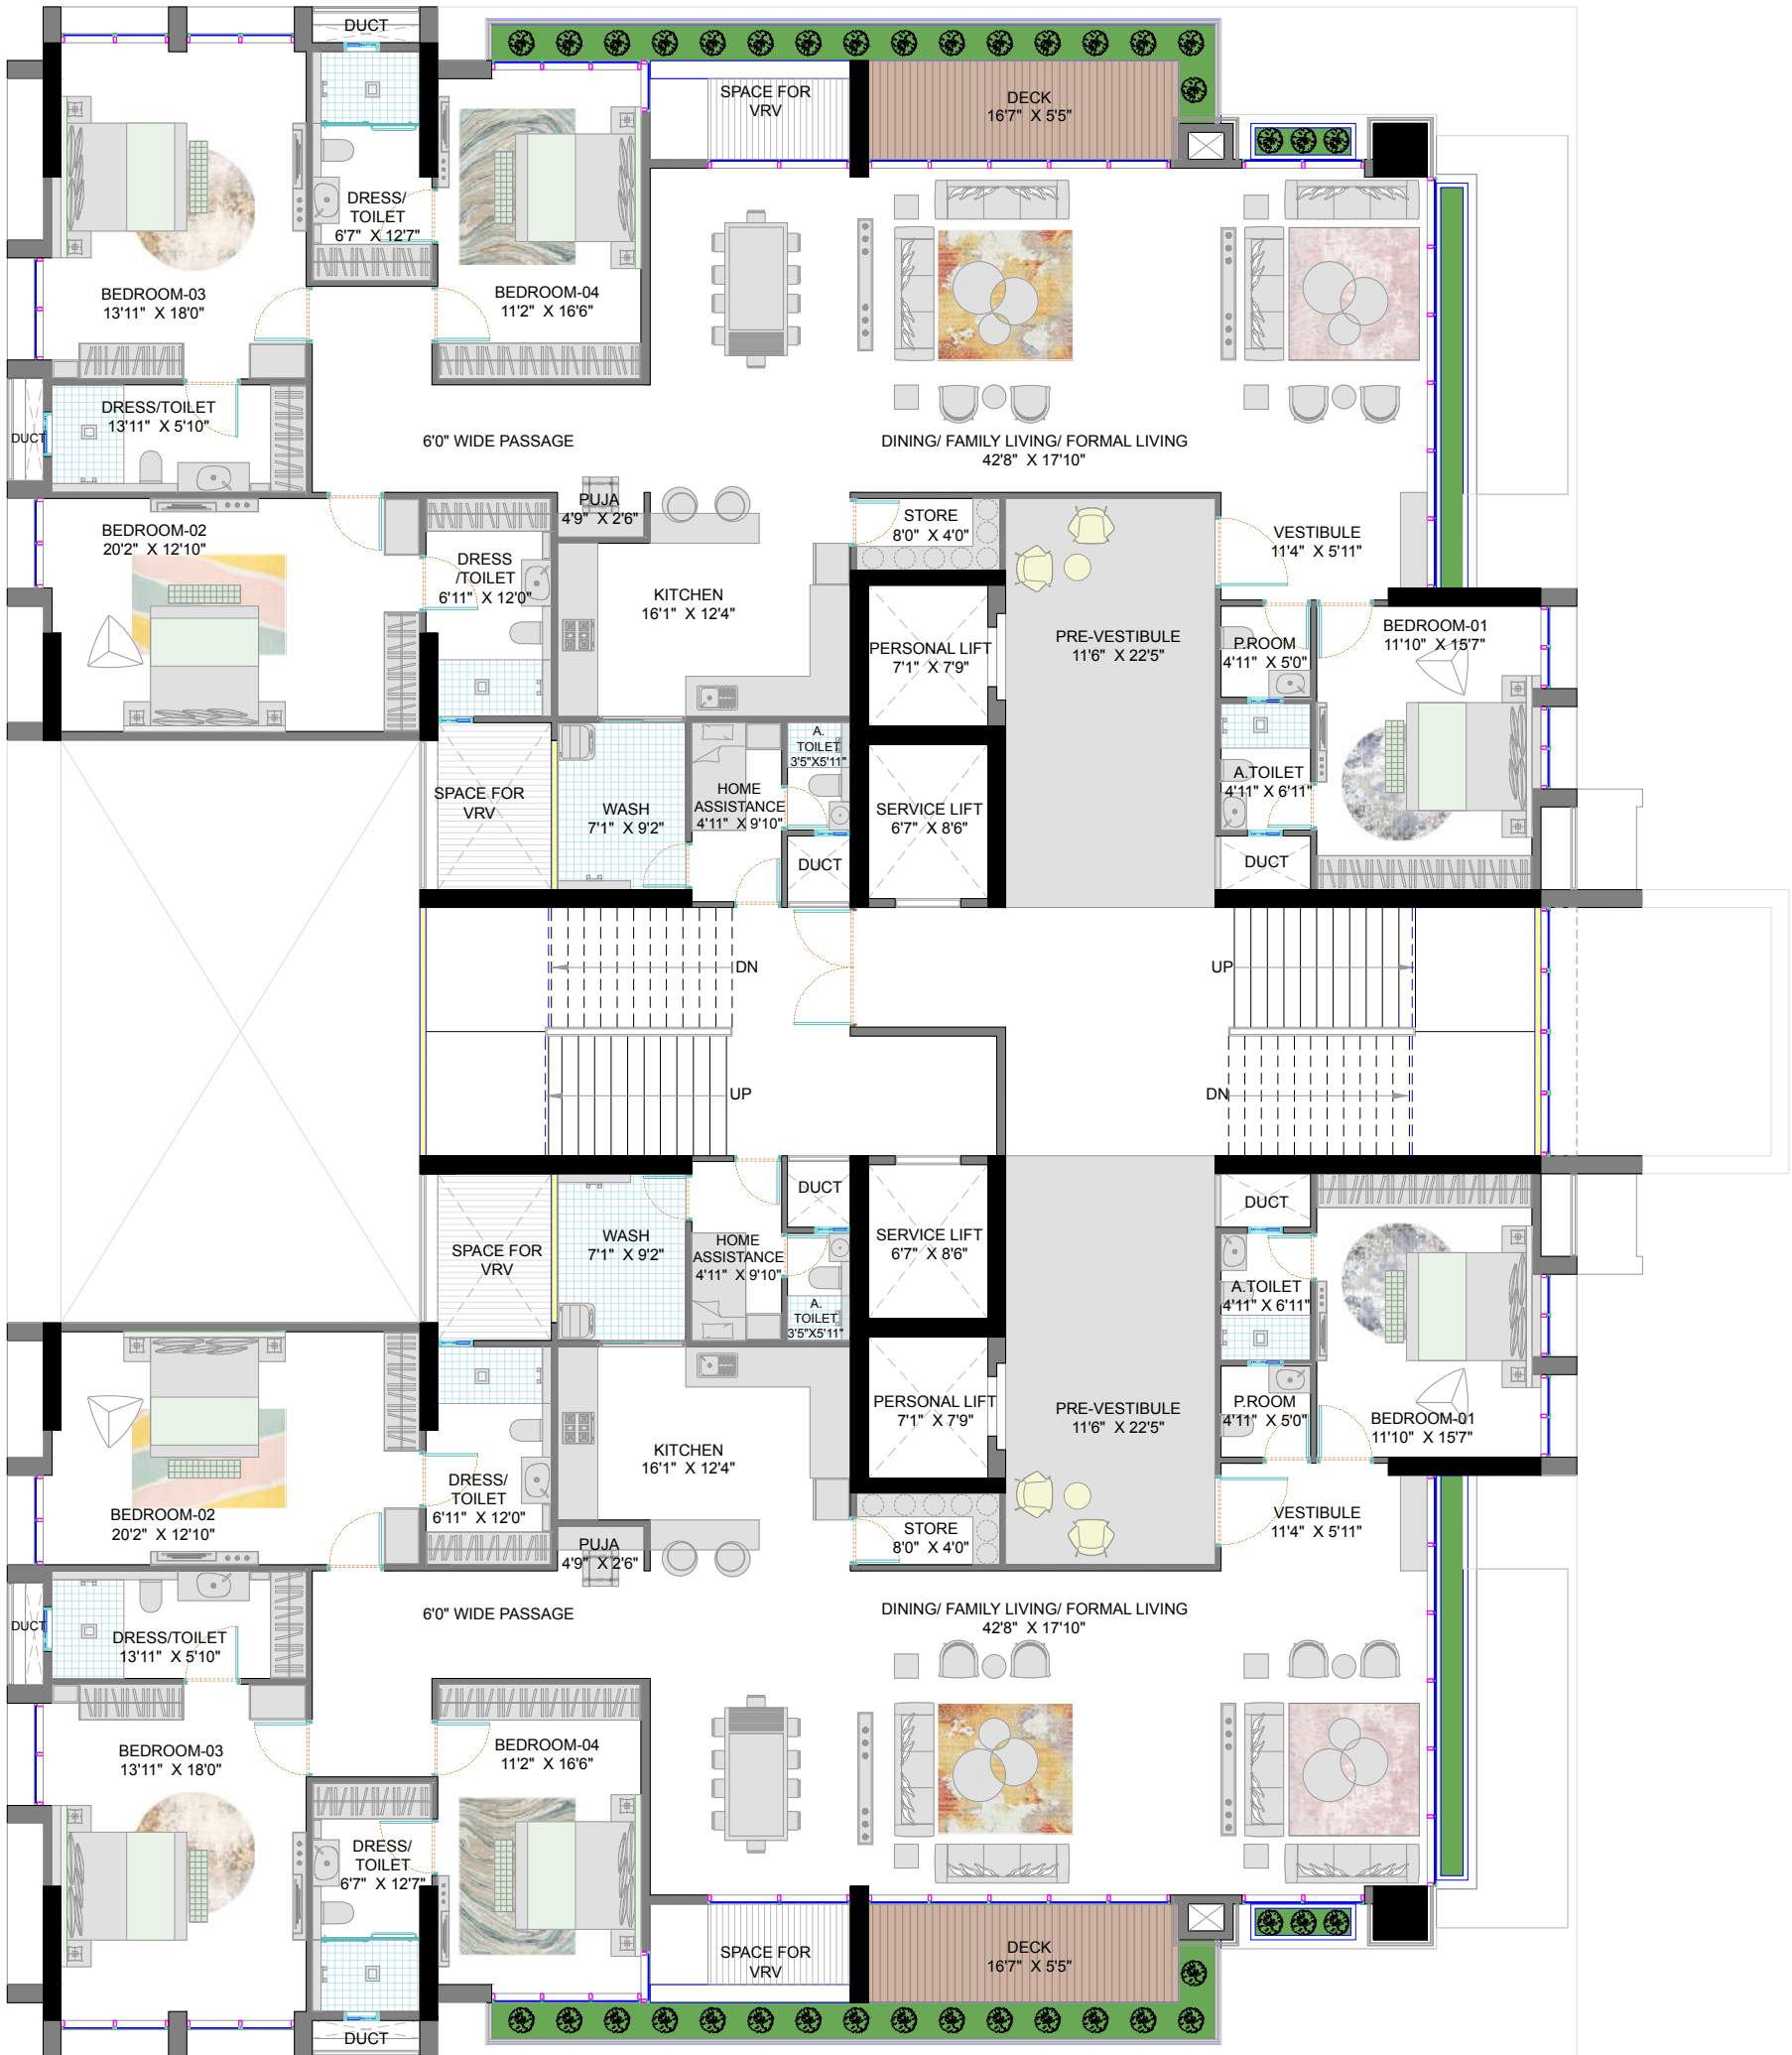 DUCT
SPACE FOR
VRV
DECK
16'7" X 5'5"
DRESS/
TOILET
6'7" X 12'7"
BEDROOM-03
13'11" X 18'0"
BEDROOM-04
11'2" X 16'6"
DRESS/TOILET
13'11" X 5'10"
DUCT
6'0" WIDE PASSAGE
DINING/ FAMILY LIVING/ FORMAL LIVING
42'8" X 17'10"
PUJA
4'9" X 2'6"
STORE
8'0" X 4'0"
VESTIBULE
11'4" X 5'11"
BEDROOM-02
20'2" X 12'10"
DRESS
/TOILET
6'11" X 12'0"
KITCHEN
16'1" X 12'4"
PERSONAL LIFT
7'1" X 7'9"
PRE-VESTIBULE
11'6" X 22'5"
P.ROOM
4'11" X 5'0"
BEDROOM-01
11'10" X 15'7"
A.
TOILET
3'5"X5'11"
SPACE FOR
VRV
WASH
7'1" X 9'2"
HOME
ASSISTANCE
4'11" X 9'10"
SERVICE LIFT
6'7" X 8'6"
A.TOILET
4'11" X 6'11"
DUCT
DUCT
DN
UP
UP
DN
DUCT
DUCT
SPACE FOR
VRV
WASH
7'1" X 9'2"
HOME
ASSISTANCE
4'11" X 9'10"
SERVICE LIFT
6'7" X 8'6"
A.TOILET
4'11" X 6'11"
A.
TOILET
3'5"X5'11"
PERSONAL LIFT
7'1" X 7'9"
PRE-VESTIBULE
11'6" X 22'5"
P.ROOM
4'11" X 5'0"
BEDROOM-01
11'10" X 15'7"
KITCHEN
16'1" X 12'4"
DRESS/
TOILET
6'11" X 12'0"
BEDROOM-02
20'2" X 12'10"
PUJA
4'9" X 2'6"
STORE
8'0" X 4'0"
VESTIBULE
11'4" X 5'11"
DUCT
DRESS/TOILET
13'11" X 5'10"
6'0" WIDE PASSAGE
DINING/ FAMILY LIVING/ FORMAL LIVING
42'8" X 17'10"
BEDROOM-03
13'11" X 18'0"
BEDROOM-04
11'2" X 16'6"
DRESS/
TOILET
6'7" X 12'7"
SPACE FOR
VRV
DECK
16'7" X 5'5"
DUCT